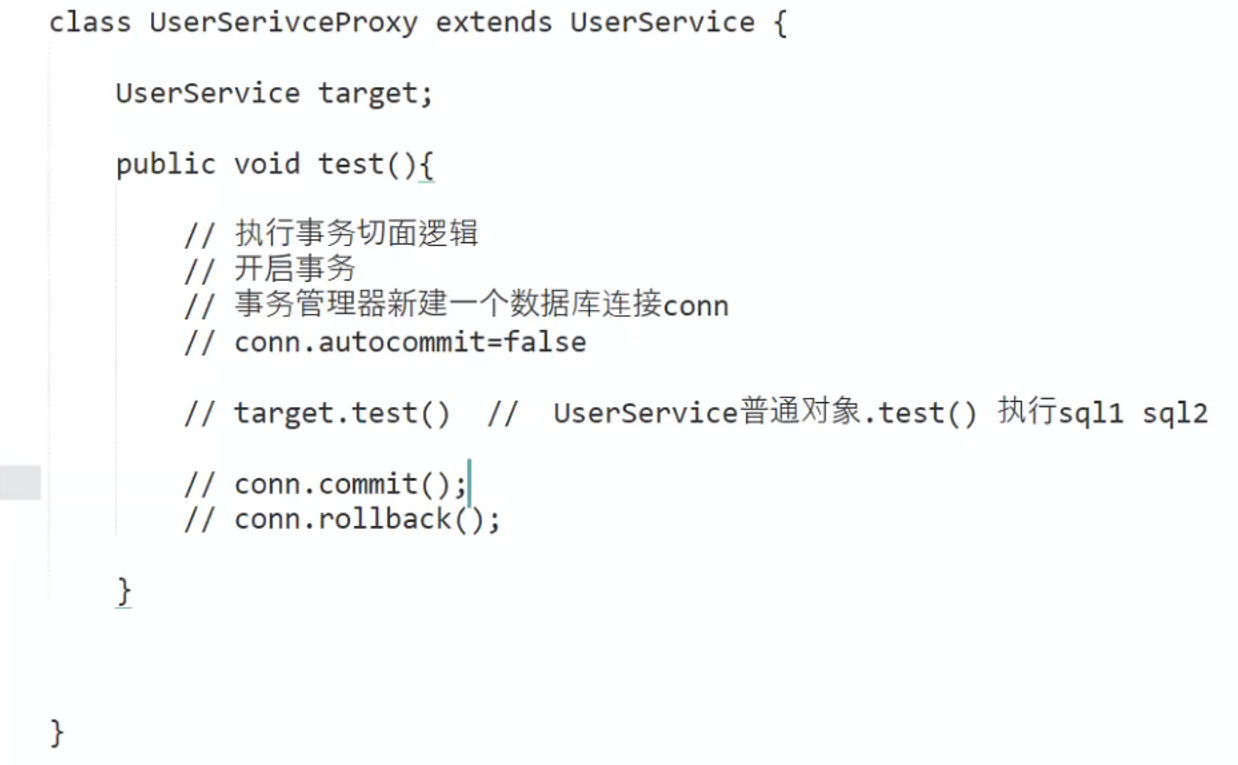 class UserSerivceProxy extends UserService {
UserService target;
public void test(){
// 执行事务切面逻辑
// 开启事务
// 事务管理器新建一个数据库连接conn
// conn.autocommit=false
// target.test()  //  UserService普通对象.test() 执行sql1 sql2
// conn.commit();
// conn.rollback();
}
}